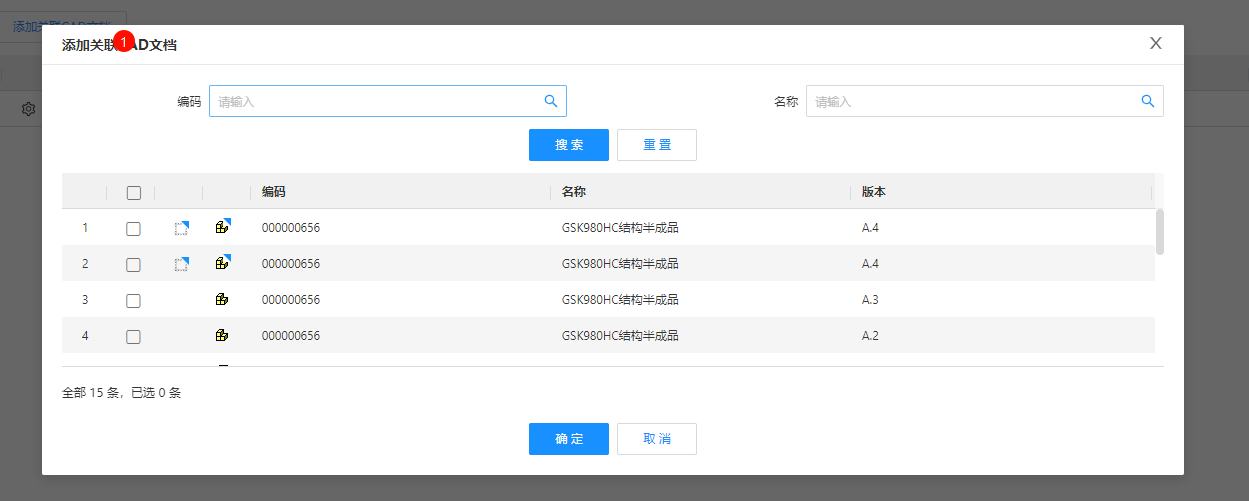 添加关联CAD文档
添加关联 1 AD文档
X
编码 请输入 名称 请输入
搜 索 重 置
编码 名称 版本
1 000000656 GSK980HC结构半成品 A.4
2 000000656 GSK980HC结构半成品 A.4
3 000000656 GSK980HC结构半成品 A.3
4 000000656 GSK980HC结构半成品 A.2
全部 15 条，已选 0 条
确 定 取 消